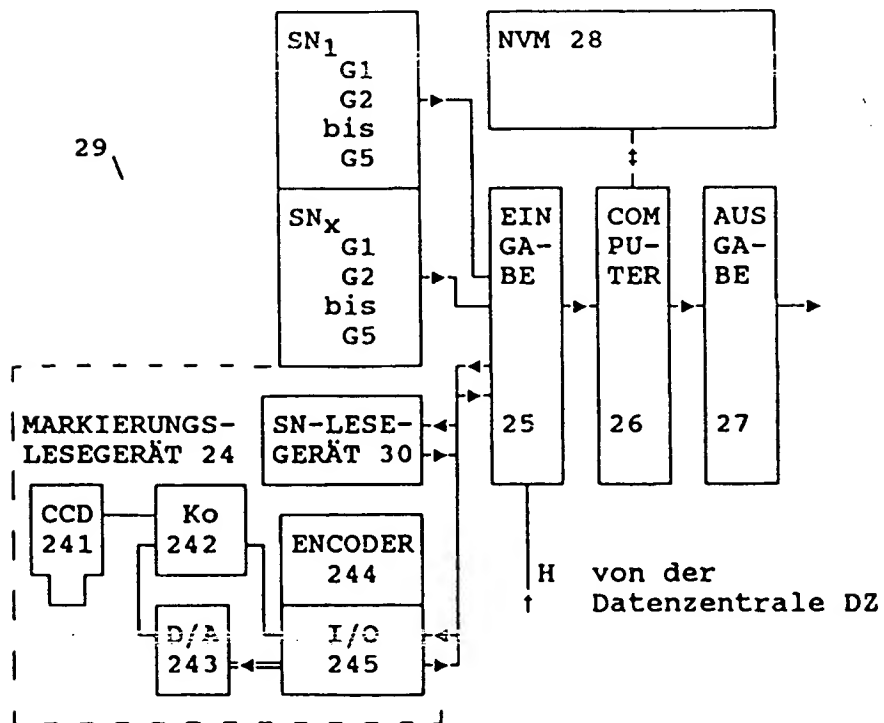 SN1
G1
G2
bis
G5
SNx
G1
G2
bis
G5
NVM 28
29
EIN
GA-
BE
25
COM
PU-
TER
26
AUS
GA-
BE
27
MARKIERUNGS-
LESEGERÄT 24
SN-LESE-
GERÄT 30
CCD
241
Ko
242
ENCODER
244
D/A
243
I/O
245
H von der
Datenzentrale DZ